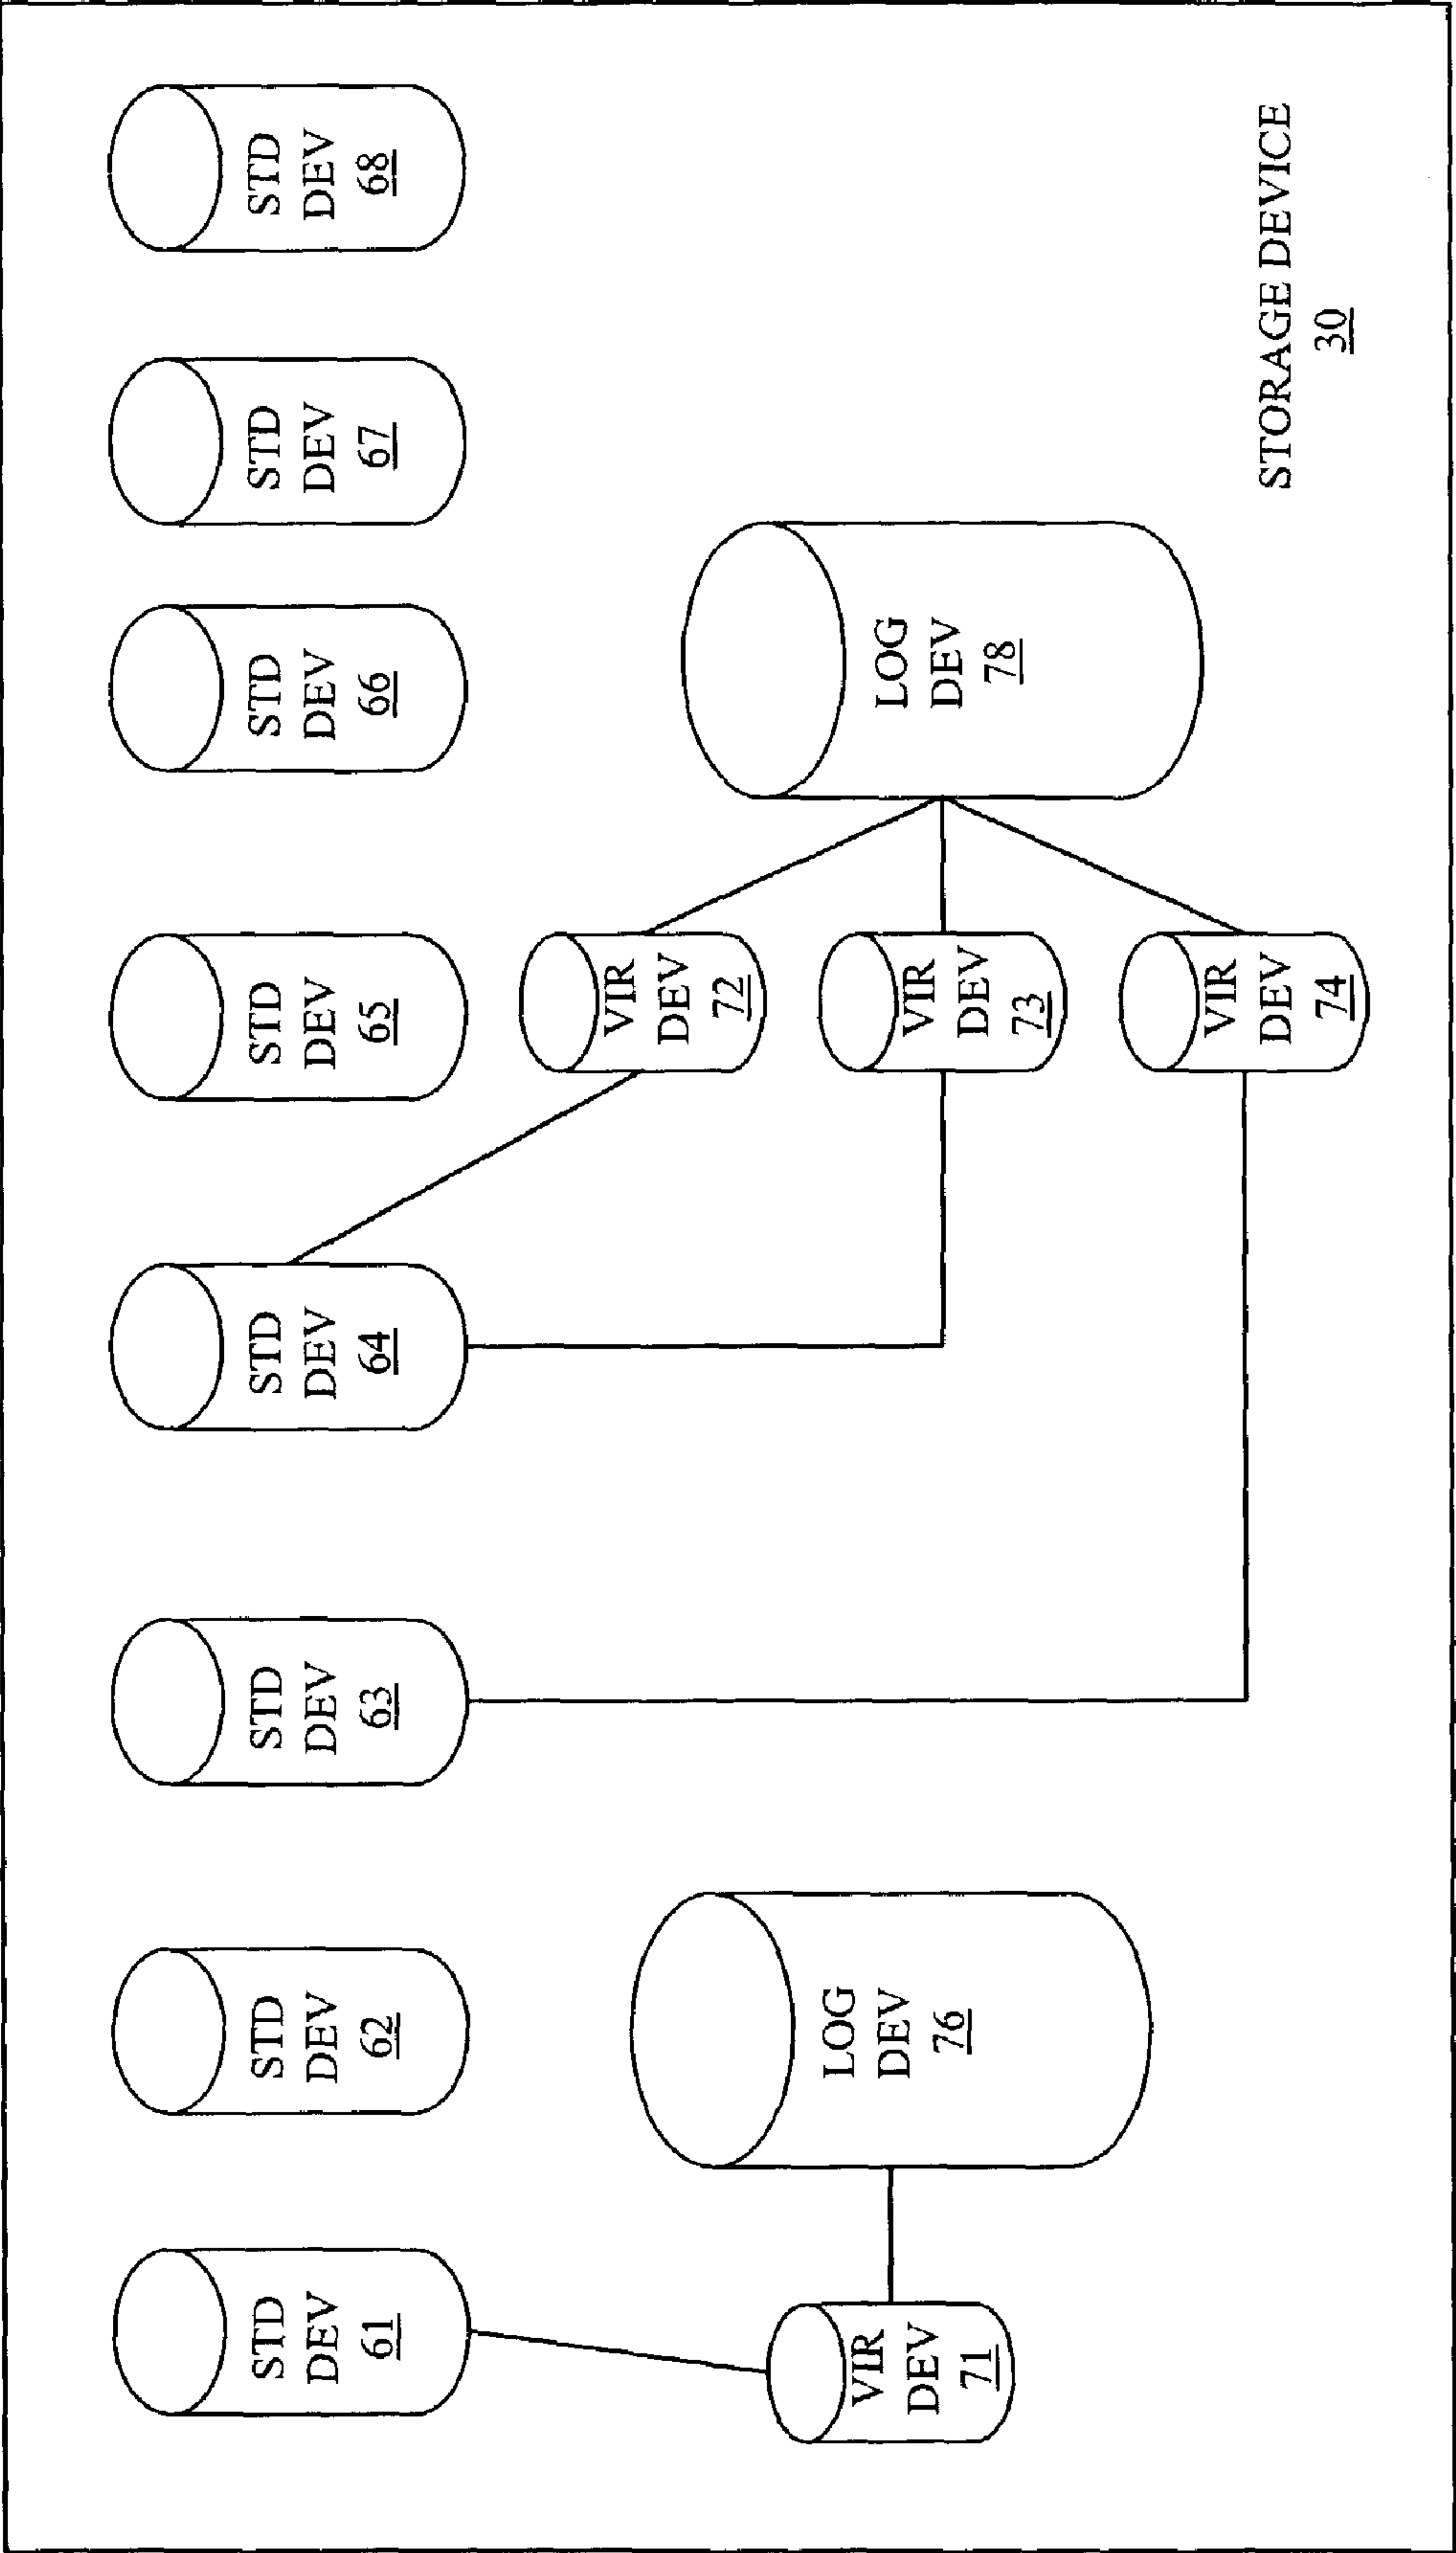 STD
DEV
61
STD
DEV
62
STD
DEV
63
STD
DEV
64
STD
DEV
65
STD
DEV
66
STD
DEV
67
STD
DEV
68
VIR
DEV
71
LOG
DEV
76
VIR
DEV
72
VIR
DEV
73
VIR
DEV
74
LOG
DEV
78
STORAGE DEVICE
30